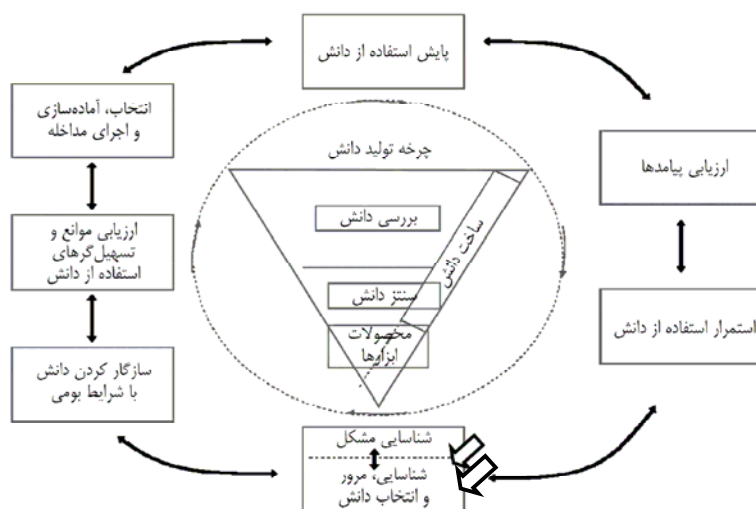 پایش استفاده از دانش
انتخاب، آماده‌سازی
و اجرای مداخله
چرخه تولید دانش
ارزیابی پیامدها
بررسی دانش
ساخت دانش
ارزیابی موانع و
تسهیل‌گرهای
استفاده از دانش
سنتز دانش
استمرار استفاده از دانش
محصولات
ابزارها
سازگار کردن دانش
با شرایط بومی
شناسایی مشکل
شناسایی، مرور
و انتخاب دانش